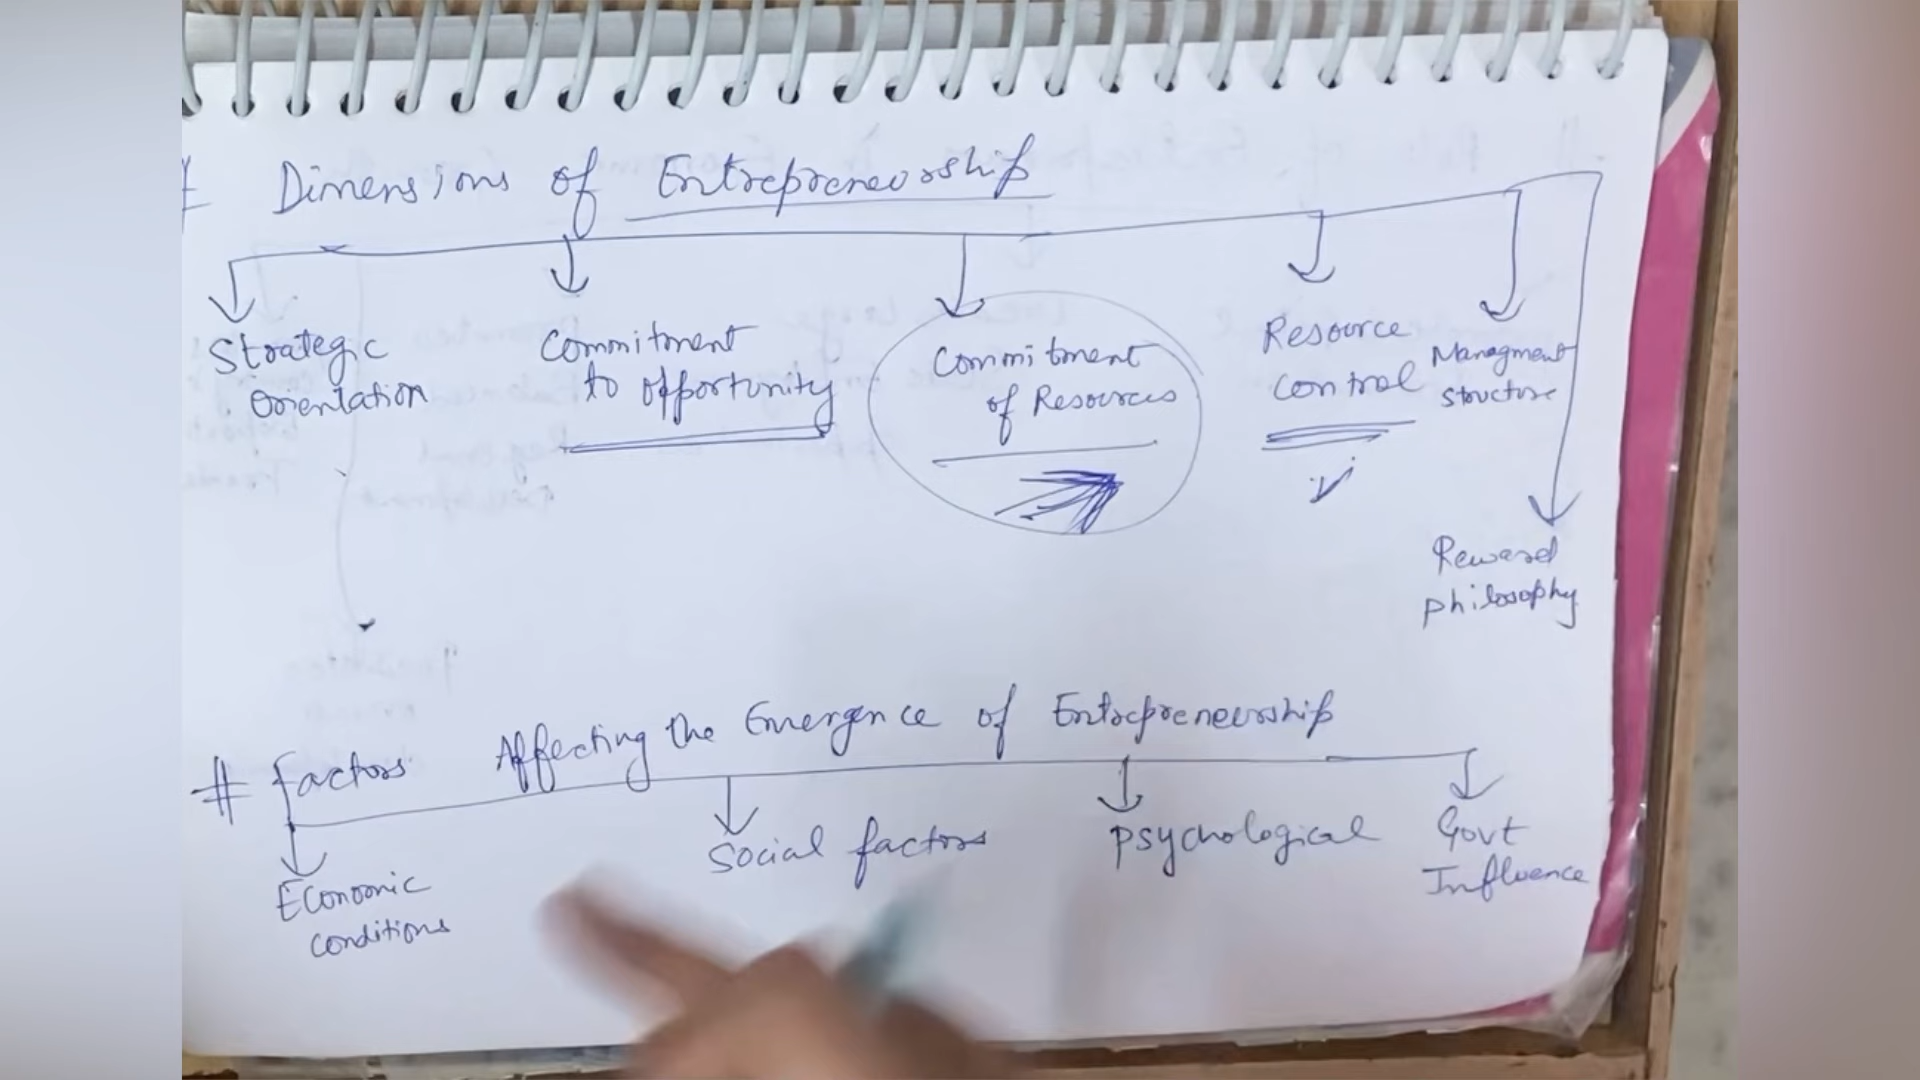 # Dimensions of Entrepreneurship
Strategic
Orientation
Commitment
to opportunity
Commitment
of Resources
Resource
control
Managment
structure
Reward
philosophy
# factors Affecting the Emergence of Entrepreneurship
Economic
conditions
Social factors
Psychological
Govt
Influence